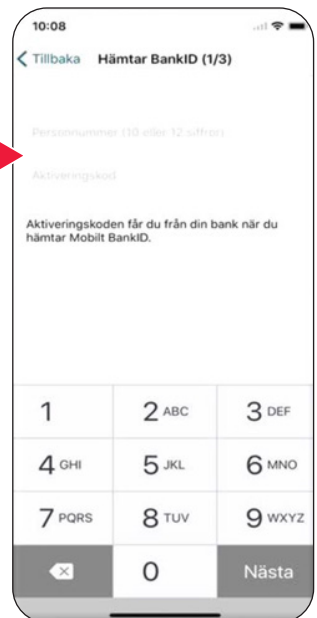 10:08
Tillbaka Hämtar BankID (1/3)
Personnummer (10 eller 12 siffror)
Aktiveringskod
Aktiveringskoden får du från din bank när du
hämtar Mobilt BankID.
1 2 ABC 3 DEF
4 GHI 5 JKL 6 MNO
7 PQRS 8 TUV 9 WXYZ
0 Nästa